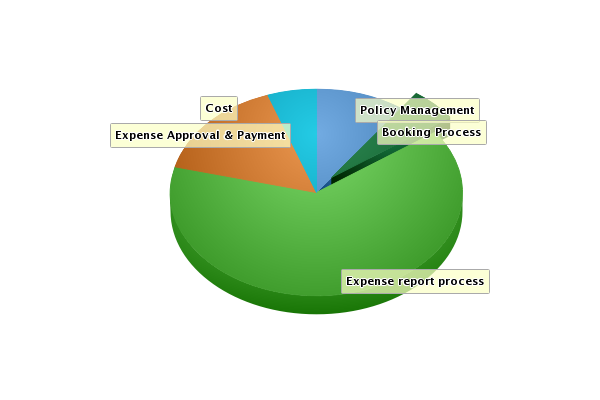 Cost
Policy Management
Booking Process
Expense Approval & Payment
Expense report process